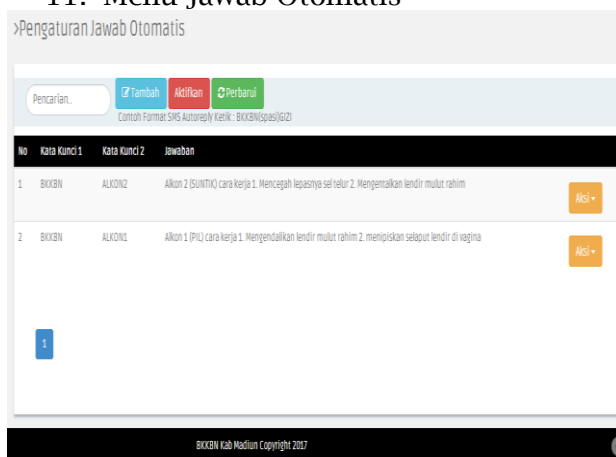 11. Menu Jawab Otomatis
>Pengaturan Jawab Otomatis
Pencarian..
Tambah
Aktifkan
Perbarui
Contoh Format SMS Autoreply Ketik : BKKBN(spasi)GIZI
No Kata Kunci 1 Kata Kunci 2 Jawaban
1 BKKBN ALKON2 Alkon 2 (SUNTIK) cara kerja 1. Mencegah lepasnya sel telur 2. Mengentalkan lendir mulut rahim
Aksi
2 BKKBN ALKON1 Alkon 1 (PIL) cara kerja 1. Mengendalikan lendir mulut rahim 2. menipiskan selaput lendir di vagina
Aksi
1
BKKBN Kab Madiun Copyright 2017